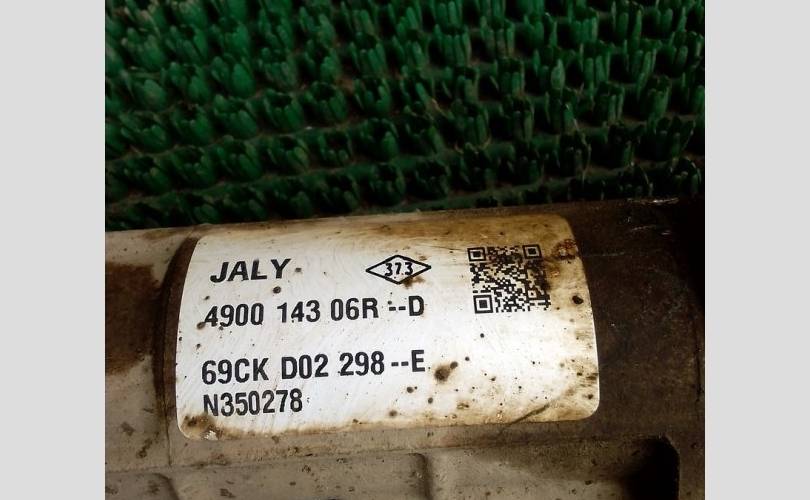 JALY 373
4900 143 06R --D
69CK D02 298 --E
N350278